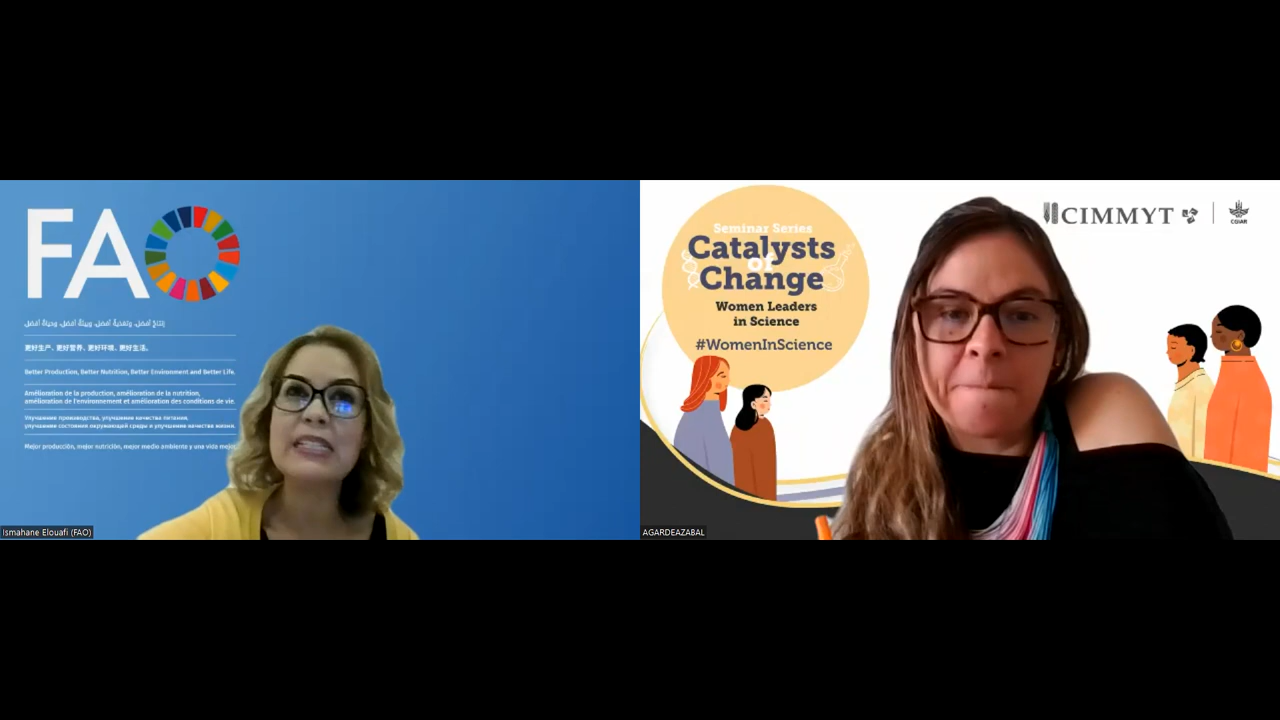 FAO
إنتاج أفضل، وتغذية أفضل، وبيئة أفضل، وحياة أفضل
更好生产、更好营养、更好环境、更好生活。
Better Production, Better Nutrition, Better Environment and Better Life.
Amélioration de la production, amélioration de la nutrition,
amélioration de l'environnement et amélioration des conditions de vie.
Улучшение производства, улучшение качества питания,
улучшение состояния окружающей среды и улучшение качества жизни.
Mejor producción, mejor nutrición, mejor medio ambiente y una vida mejor
Ismahane Elouafi (FAO)
Seminar Series
Catalysts
of
Change
Women Leaders
in Science
#WomenInScience
CIMMYT
CGIAR
AGARDEAZABAL